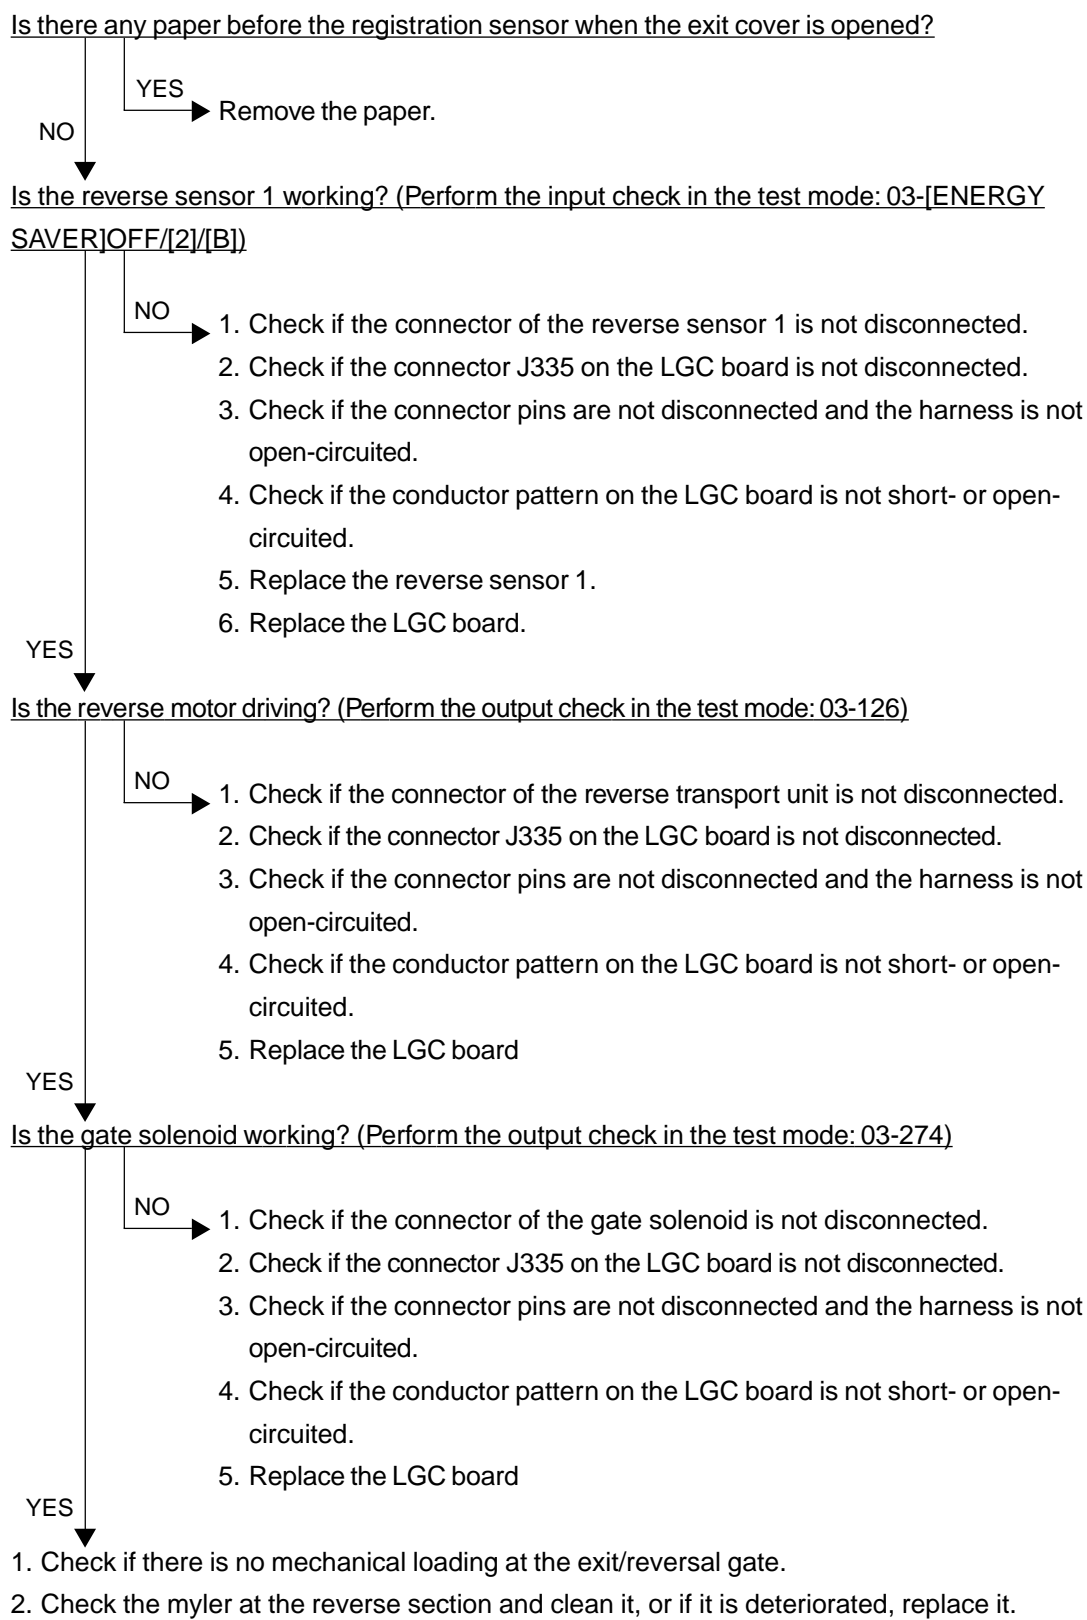 Is there any paper before the registration sensor when the exit cover is opened?
YES
Remove the paper.
NO
Is the reverse sensor 1 working? (Perform the input check in the test mode: 03-[ENERGY
SAVER]OFF/[2]/[B])
NO
1. Check if the connector of the reverse sensor 1 is not disconnected.
2. Check if the connector J335 on the LGC board is not disconnected.
3. Check if the connector pins are not disconnected and the harness is not
open-circuited.
4. Check if the conductor pattern on the LGC board is not short- or open-
circuited.
5. Replace the reverse sensor 1.
6. Replace the LGC board.
YES
Is the reverse motor driving? (Perform the output check in the test mode: 03-126)
NO
1. Check if the connector of the reverse transport unit is not disconnected.
2. Check if the connector J335 on the LGC board is not disconnected.
3. Check if the connector pins are not disconnected and the harness is not
open-circuited.
4. Check if the conductor pattern on the LGC board is not short- or open-
circuited.
5. Replace the LGC board
YES
Is the gate solenoid working? (Perform the output check in the test mode: 03-274)
NO
1. Check if the connector of the gate solenoid is not disconnected.
2. Check if the connector J335 on the LGC board is not disconnected.
3. Check if the connector pins are not disconnected and the harness is not
open-circuited.
4. Check if the conductor pattern on the LGC board is not short- or open-
circuited.
5. Replace the LGC board
YES
1. Check if there is no mechanical loading at the exit/reversal gate.
2. Check the myler at the reverse section and clean it, or if it is deteriorated, replace it.